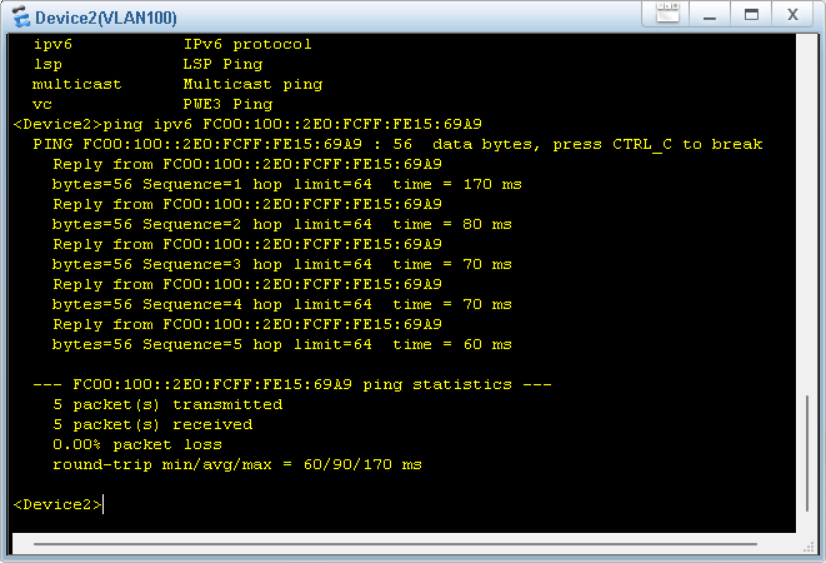 Device2(VLAN100)
ipv6 IPv6 protocol
lsp LSP Ping
multicast Multicast ping
vc PWE3 Ping
<Device2>ping ipv6 FC00:100::2E0:FCFF:FE15:69A9
PING FC00:100::2E0:FCFF:FE15:69A9 : 56 data bytes, press CTRL_C to break
Reply from FC00:100::2E0:FCFF:FE15:69A9
bytes=56 Sequence=1 hop limit=64 time = 170 ms
Reply from FC00:100::2E0:FCFF:FE15:69A9
bytes=56 Sequence=2 hop limit=64 time = 80 ms
Reply from FC00:100::2E0:FCFF:FE15:69A9
bytes=56 Sequence=3 hop limit=64 time = 70 ms
Reply from FC00:100::2E0:FCFF:FE15:69A9
bytes=56 Sequence=4 hop limit=64 time = 70 ms
Reply from FC00:100::2E0:FCFF:FE15:69A9
bytes=56 Sequence=5 hop limit=64 time = 60 ms
--- FC00:100::2E0:FCFF:FE15:69A9 ping statistics ---
5 packet(s) transmitted
5 packet(s) received
0.00% packet loss
round-trip min/avg/max = 60/90/170 ms
<Device2>